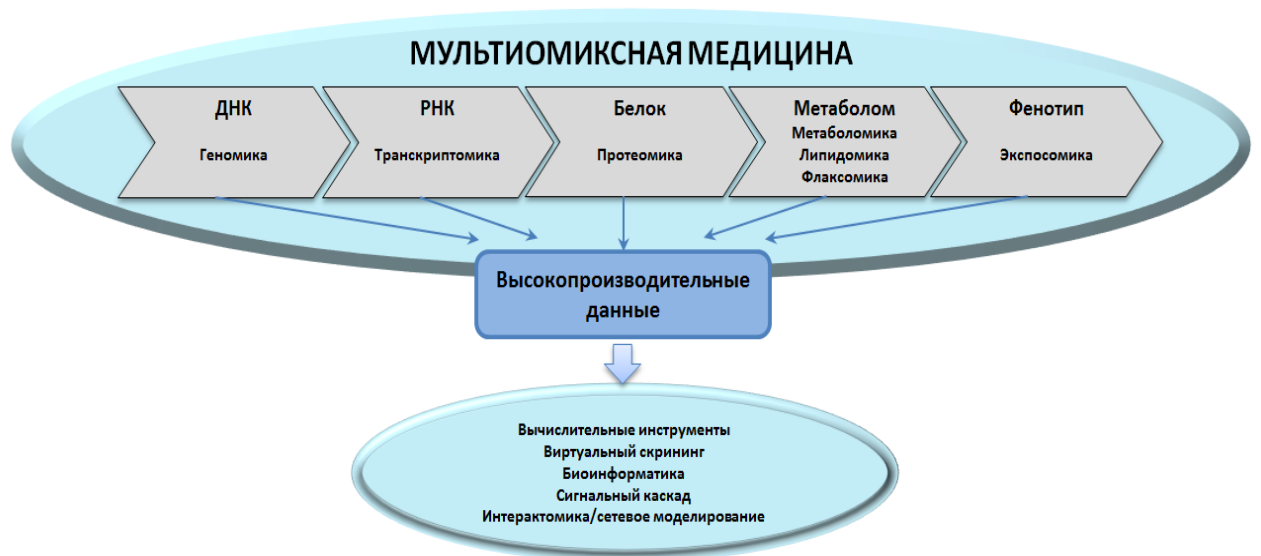 МУЛЬТИОМИКСНАЯ МЕДИЦИНА
ДНК
Геномика
РНК
Транскриптомика
Белок
Протеомика
Метаболом
Метаболомика
Липидомика
Флаксомика
Фенотип
Экспосомика
Высокопроизводительные
данные
Вычислительные инструменты
Виртуальный скрининг
Биоинформатика
Сигнальный каскад
Интерактомика/сетевое моделирование